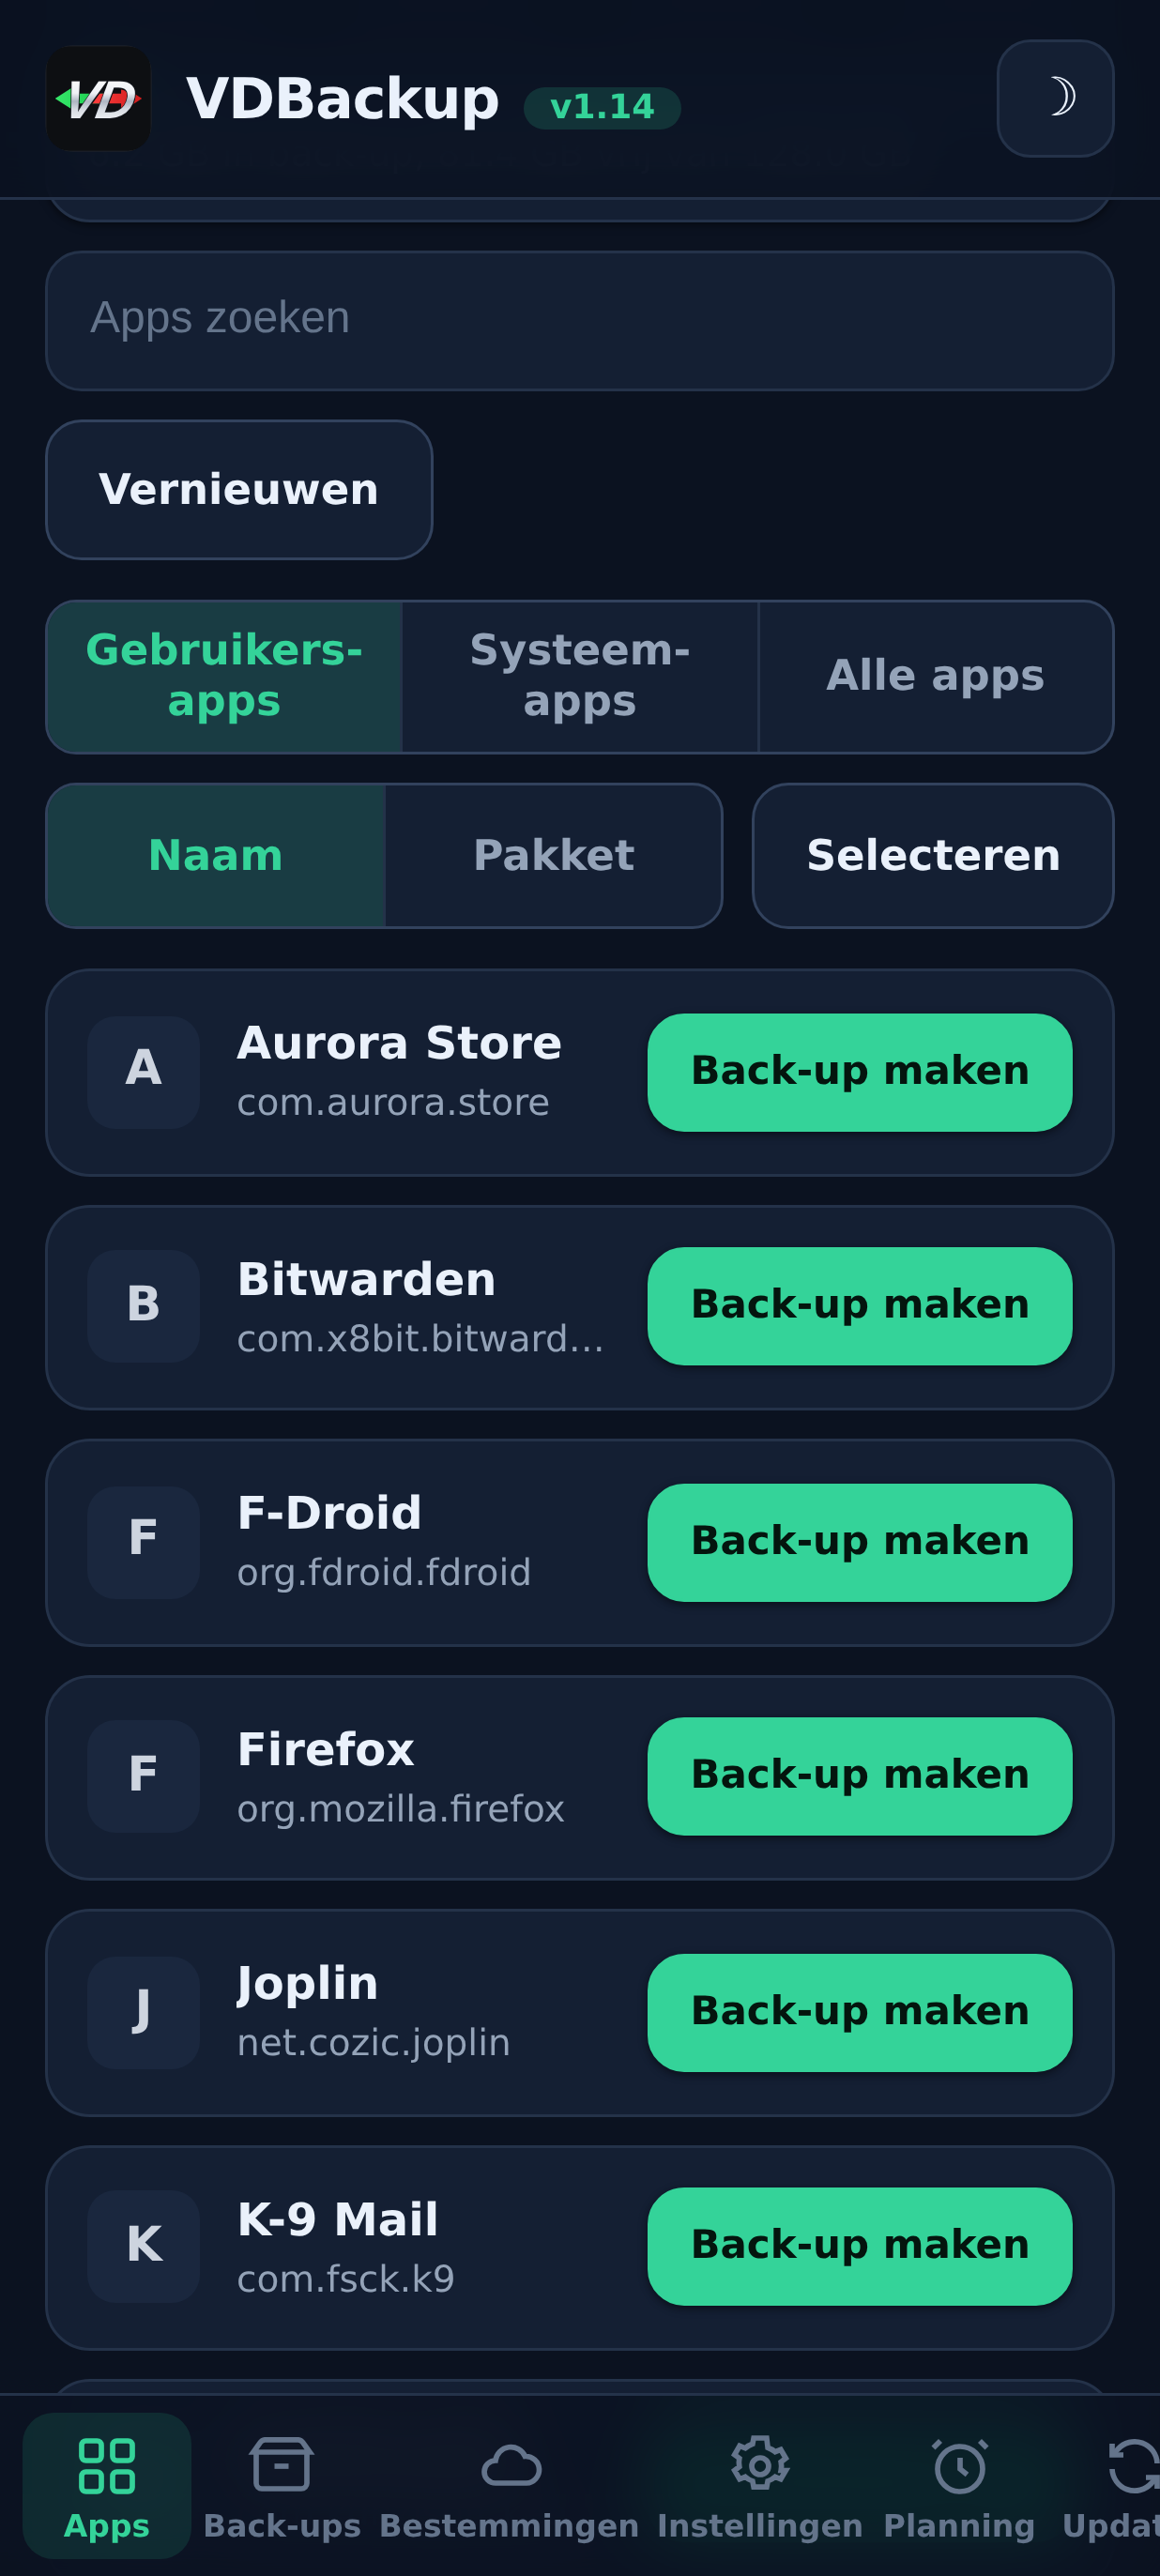 VD
VDBackup v1.14
Apps zoeken
Vernieuwen
Gebruikers-
apps
Systeem-
apps
Alle apps
Naam
Pakket
Selecteren
A
Aurora Store
com.aurora.store
Back-up maken
B
Bitwarden
com.x8bit.bitward...
Back-up maken
F
F-Droid
org.fdroid.fdroid
Back-up maken
F
Firefox
org.mozilla.firefox
Back-up maken
J
Joplin
net.cozic.joplin
Back-up maken
K
K-9 Mail
com.fsck.k9
Back-up maken
Apps
Back-ups
Bestemmingen
Instellingen
Planning